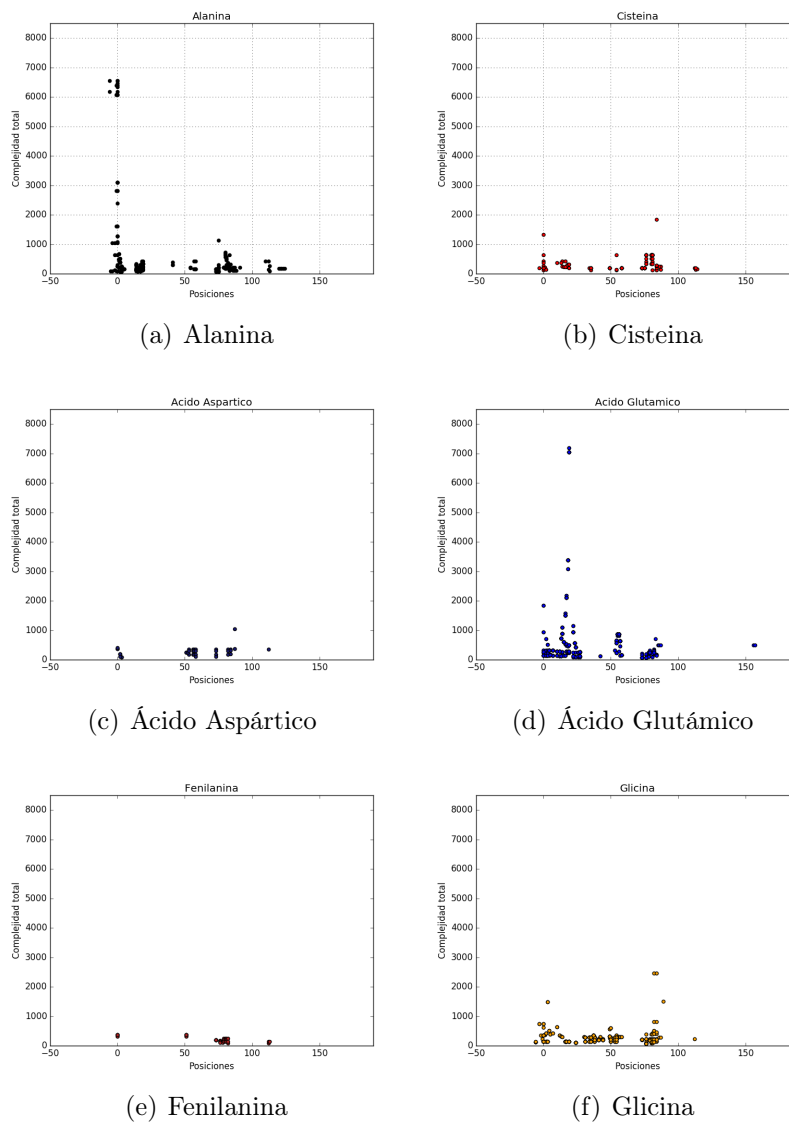 Alanina
8000
7000
6000
5000
4000
3000
2000
1000
0
Complejidad total
−50 0 50 100 150
Posiciones
(a) Alanina
Cisteina
8000
7000
6000
5000
4000
3000
2000
1000
0
Complejidad total
−50 0 50 100 150
Posiciones
(b) Cisteina
Acido Aspartico
8000
7000
6000
5000
4000
3000
2000
1000
0
Complejidad total
−50 0 50 100 150
Posiciones
(c) Ácido Aspártico
Acido Glutamico
8000
7000
6000
5000
4000
3000
2000
1000
0
Complejidad total
−50 0 50 100 150
Posiciones
(d) Ácido Glutámico
Fenilanina
8000
7000
6000
5000
4000
3000
2000
1000
0
Complejidad total
−50 0 50 100 150
Posiciones
(e) Fenilanina
Glicina
8000
7000
6000
5000
4000
3000
2000
1000
0
Complejidad total
−50 0 50 100 150
Posiciones
(f) Glicina